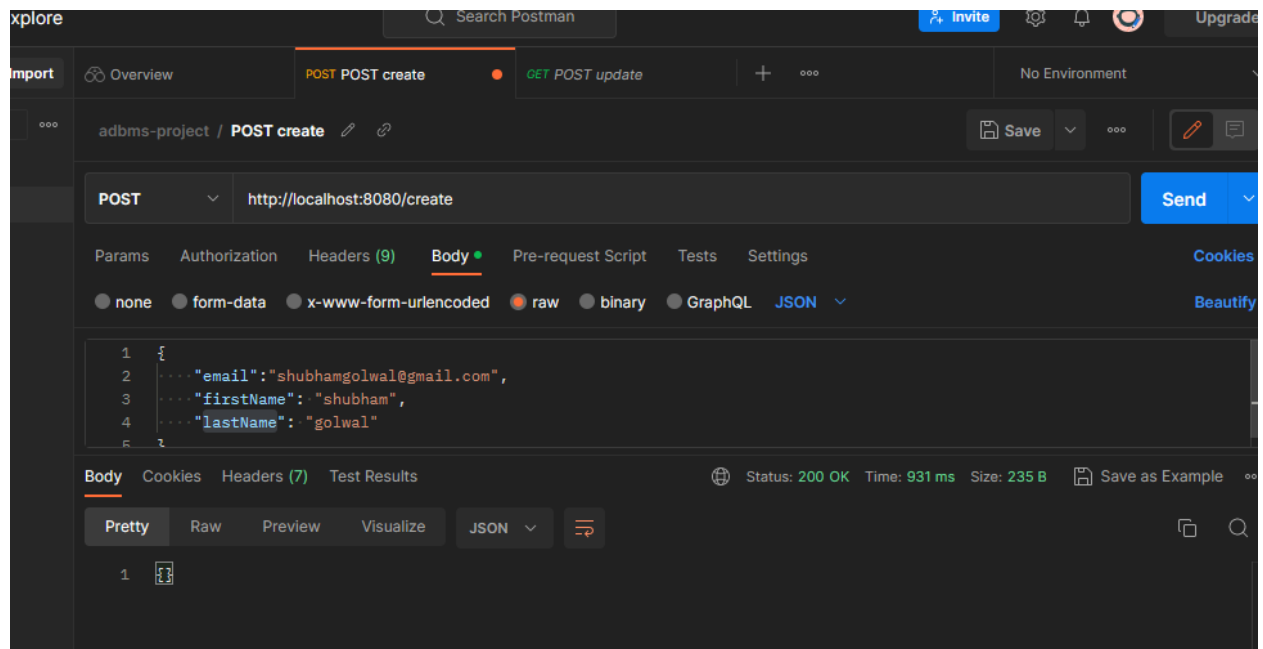 xplore Search Postman Invite Upgrade
Import Overview POST POST create GET POST update No Environment
adbms-project / POST create Save
POST http://localhost:8080/create Send
Params Authorization Headers (9) Body Pre-request Script Tests Settings Cookies
none form-data x-www-form-urlencoded raw binary GraphQL JSON Beautify
1 {
2 "email":"shubhamgolwal@gmail.com",
3 "firstName": "shubham",
4 "lastName": "golwal"
5 }
Body Cookies Headers (7) Test Results Status: 200 OK Time: 931 ms Size: 235 B Save as Example
Pretty Raw Preview Visualize JSON
1 {}